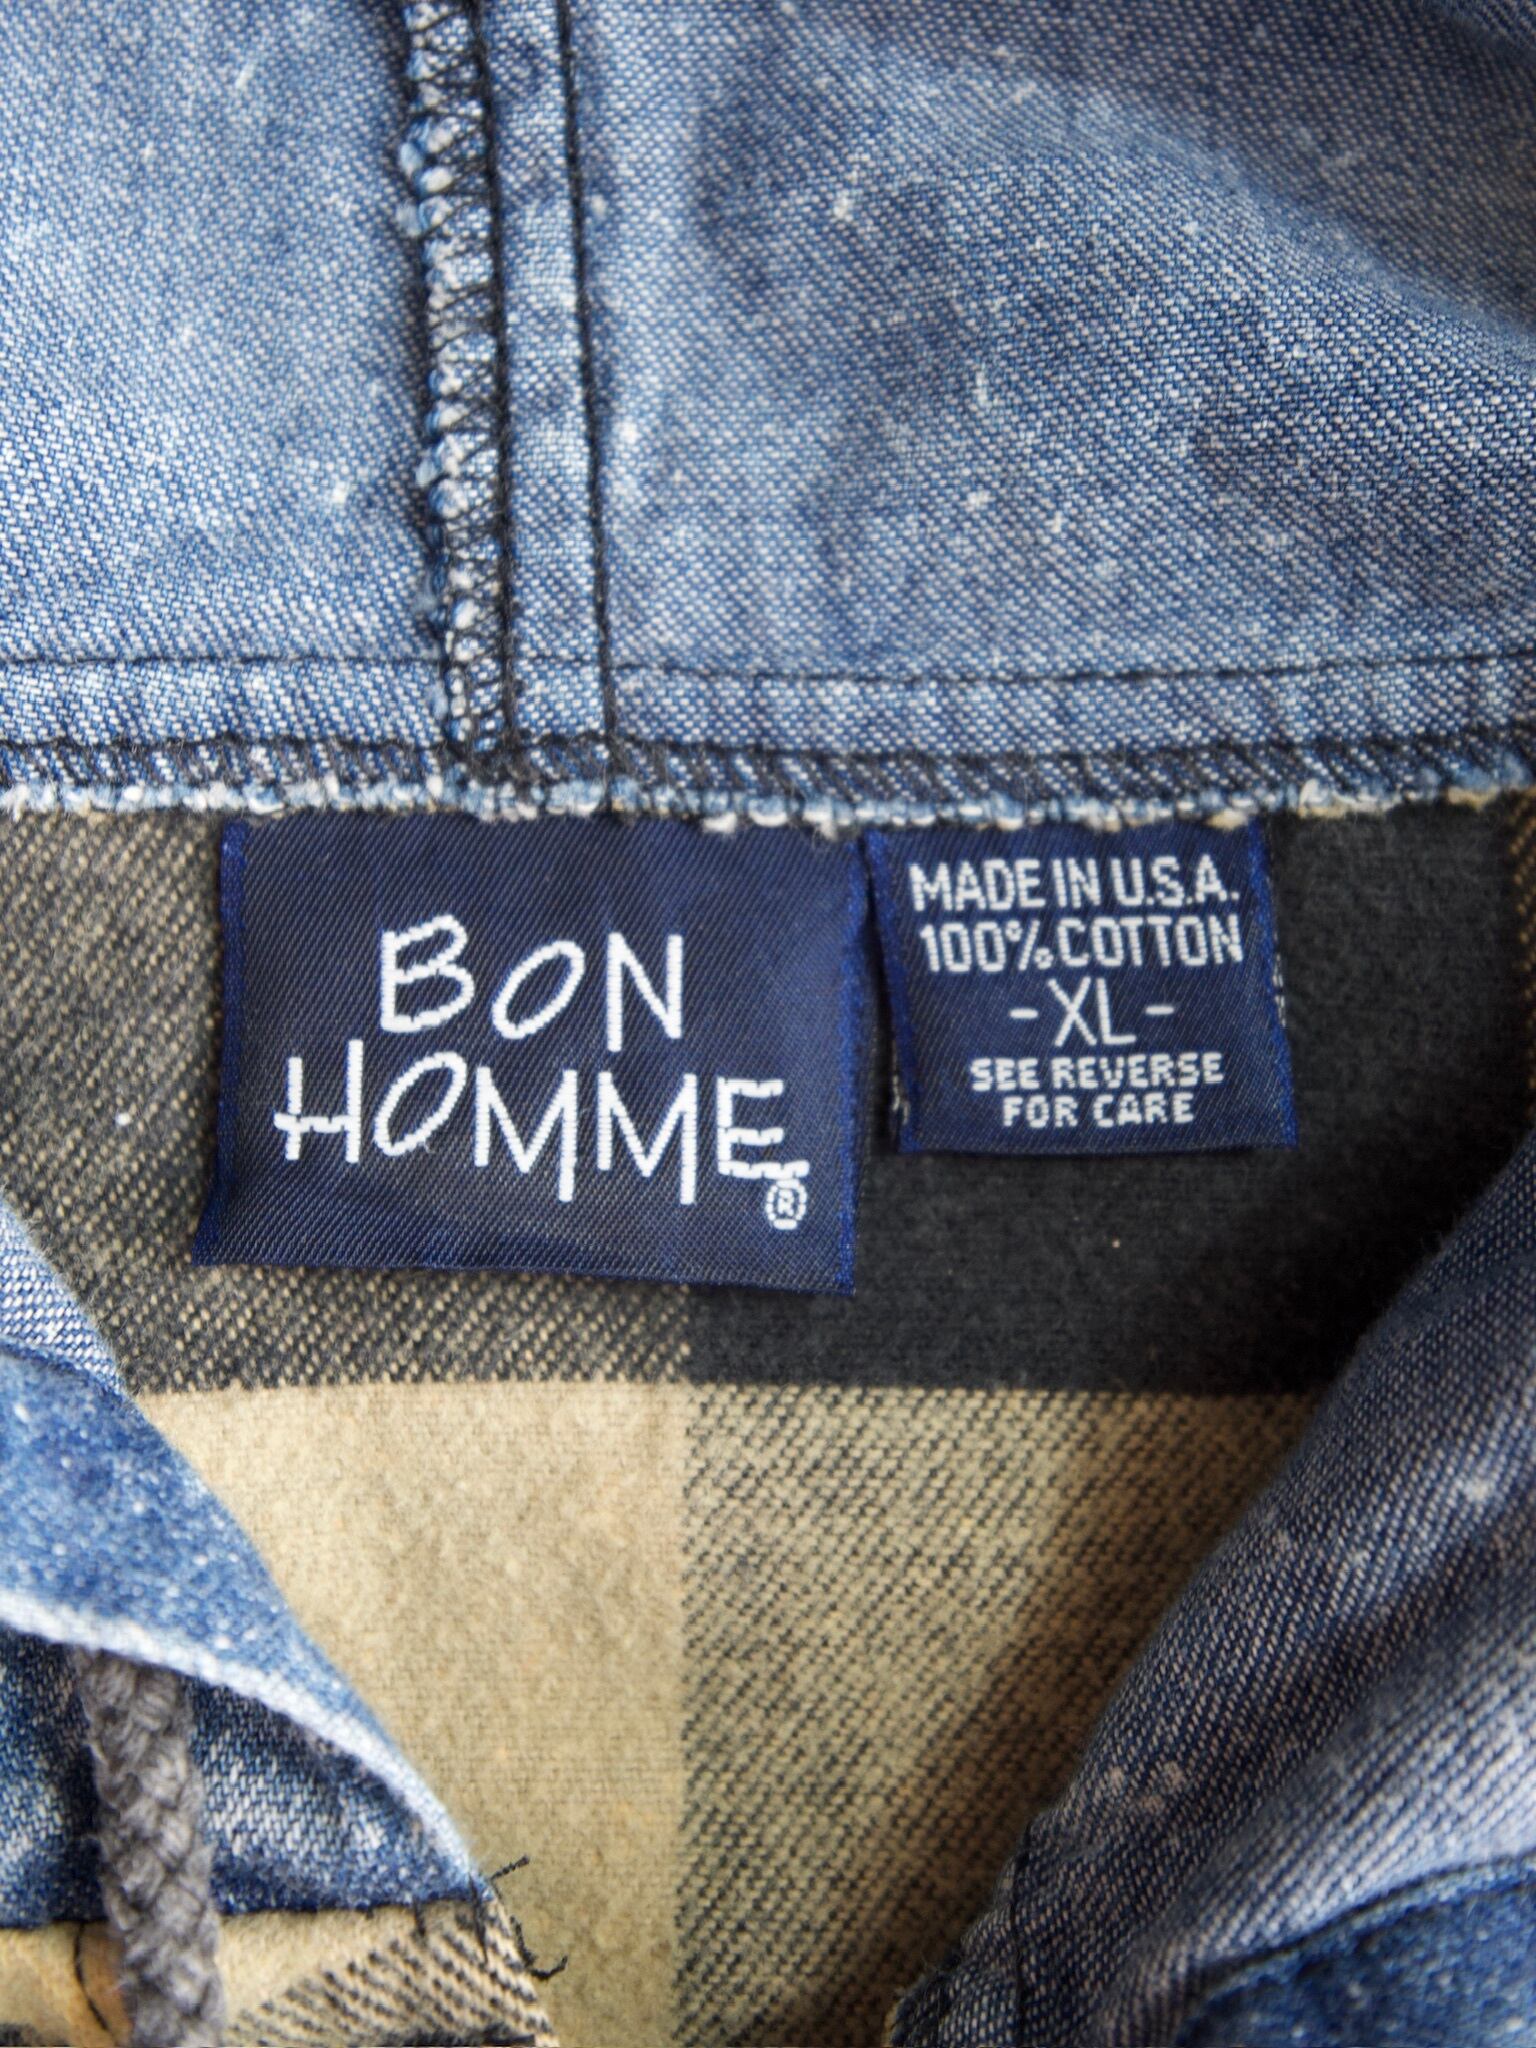 BON
HOMME
®
MADE IN U.S.A.
100% COTTON
- XL -
SEE REVERSE
FOR CARE